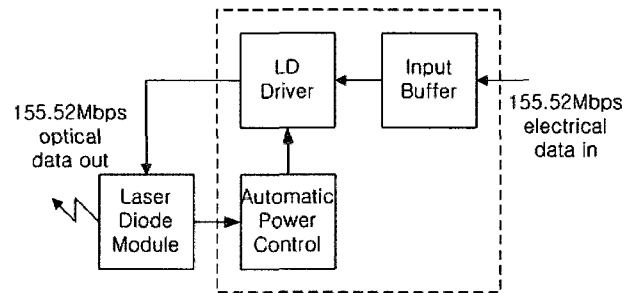 LD
Driver
Input
Buffer
155.52Mbps
optical
data out
155.52Mbps
electrical
data in
Laser
Diode
Module
Automatic
Power
Control